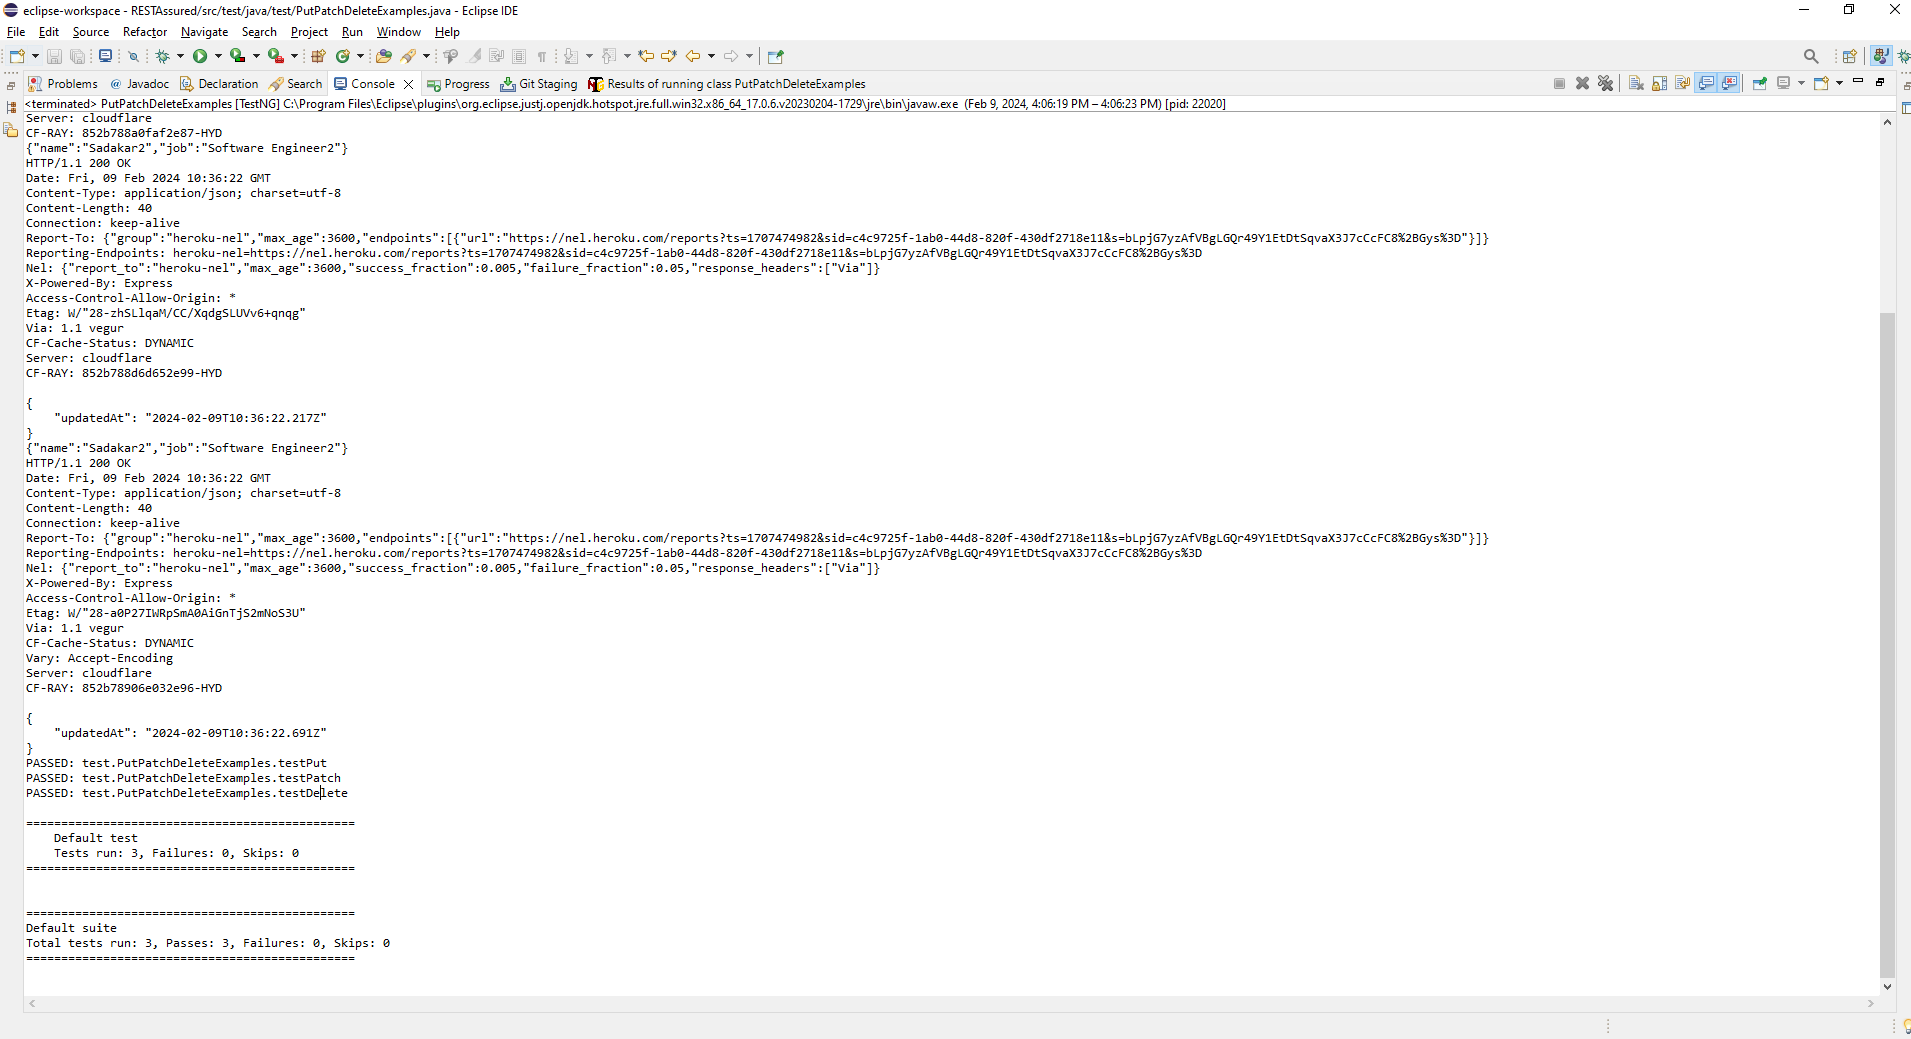 eclipse-workspace - RESTAssured/src/test/java/test/PutPatchDeleteExamples.java - Eclipse IDE
File Edit Source Refactor Navigate Search Project Run Window Help
Problems @ Javadoc Declaration Search Console Progress Git Staging Results of running class PutPatchDeleteExamples
<terminated> PutPatchDeleteExamples [TestNG] C:\Program Files\Eclipse\plugins\org.eclipse.justj.openjdk.hotspot.jre.full.win32.x86_64_17.0.6.v20230204-1729\jre\bin\javaw.exe (Feb 9, 2024, 4:06:19 PM – 4:06:23 PM) [pid: 22020]
Server: cloudflare
CF-RAY: 852b788a0faf2e87-HYD
{"name":"Sadakar2","job":"Software Engineer2"}
HTTP/1.1 200 OK
Date: Fri, 09 Feb 2024 10:36:22 GMT
Content-Type: application/json; charset=utf-8
Content-Length: 40
Connection: keep-alive
Report-To: {"group":"heroku-nel","max_age":3600,"endpoints":[{"url":"https://nel.heroku.com/reports?ts=1707474982&sid=c4c9725f-1ab0-44d8-820f-430df2718e11&s=bLpjG7yzAfVBgLGQr49Y1EtDtSqvaX3J7cCcFC8%2BGys%3D"}]}
Reporting-Endpoints: heroku-nel=https://nel.heroku.com/reports?ts=1707474982&sid=c4c9725f-1ab0-44d8-820f-430df2718e11&s=bLpjG7yzAfVBgLGQr49Y1EtDtSqvaX3J7cCcFC8%2BGys%3D
Nel: {"report_to":"heroku-nel","max_age":3600,"success_fraction":0.005,"failure_fraction":0.05,"response_headers":["Via"]}
X-Powered-By: Express
Access-Control-Allow-Origin: *
Etag: W/"28-zhSLlqaM/CC/XqdgSLUVv6+qnqg"
Via: 1.1 vegur
CF-Cache-Status: DYNAMIC
Server: cloudflare
CF-RAY: 852b788d6d652e99-HYD
{
"updatedAt": "2024-02-09T10:36:22.217Z"
}
{"name":"Sadakar2","job":"Software Engineer2"}
HTTP/1.1 200 OK
Date: Fri, 09 Feb 2024 10:36:22 GMT
Content-Type: application/json; charset=utf-8
Content-Length: 40
Connection: keep-alive
Report-To: {"group":"heroku-nel","max_age":3600,"endpoints":[{"url":"https://nel.heroku.com/reports?ts=1707474982&sid=c4c9725f-1ab0-44d8-820f-430df2718e11&s=bLpjG7yzAfVBgLGQr49Y1EtDtSqvaX3J7cCcFC8%2BGys%3D"}]}
Reporting-Endpoints: heroku-nel=https://nel.heroku.com/reports?ts=1707474982&sid=c4c9725f-1ab0-44d8-820f-430df2718e11&s=bLpjG7yzAfVBgLGQr49Y1EtDtSqvaX3J7cCcFC8%2BGys%3D
Nel: {"report_to":"heroku-nel","max_age":3600,"success_fraction":0.005,"failure_fraction":0.05,"response_headers":["Via"]}
X-Powered-By: Express
Access-Control-Allow-Origin: *
Etag: W/"28-a0P27IWRpSmA0AiGnTjS2mNoS3U"
Via: 1.1 vegur
CF-Cache-Status: DYNAMIC
Vary: Accept-Encoding
Server: cloudflare
CF-RAY: 852b78906e032e96-HYD
{
"updatedAt": "2024-02-09T10:36:22.691Z"
}
PASSED: test.PutPatchDeleteExamples.testPut
PASSED: test.PutPatchDeleteExamples.testPatch
PASSED: test.PutPatchDeleteExamples.testDelete
===============================================
Default test
Tests run: 3, Failures: 0, Skips: 0
===============================================
===============================================
Default suite
Total tests run: 3, Passes: 3, Failures: 0, Skips: 0
===============================================